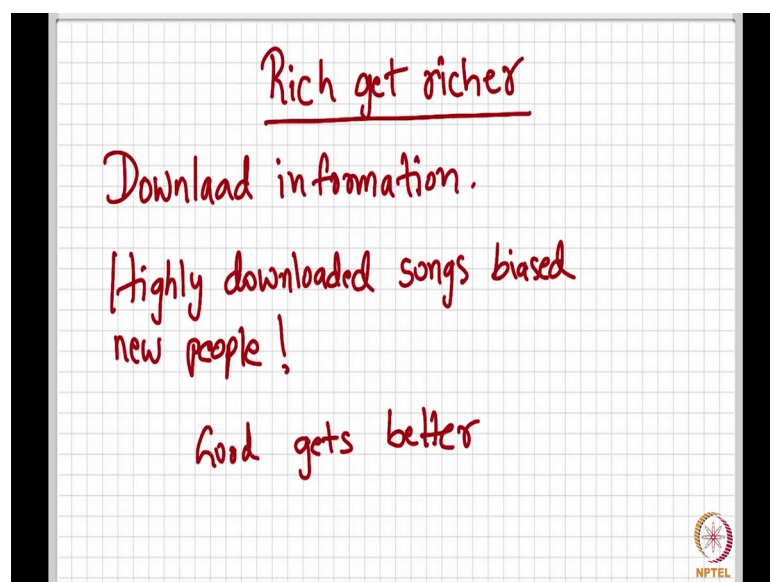 Rich get richer
Downlaad information.
Highly downloaded songs biased
new people!
Good gets better
NPTEL